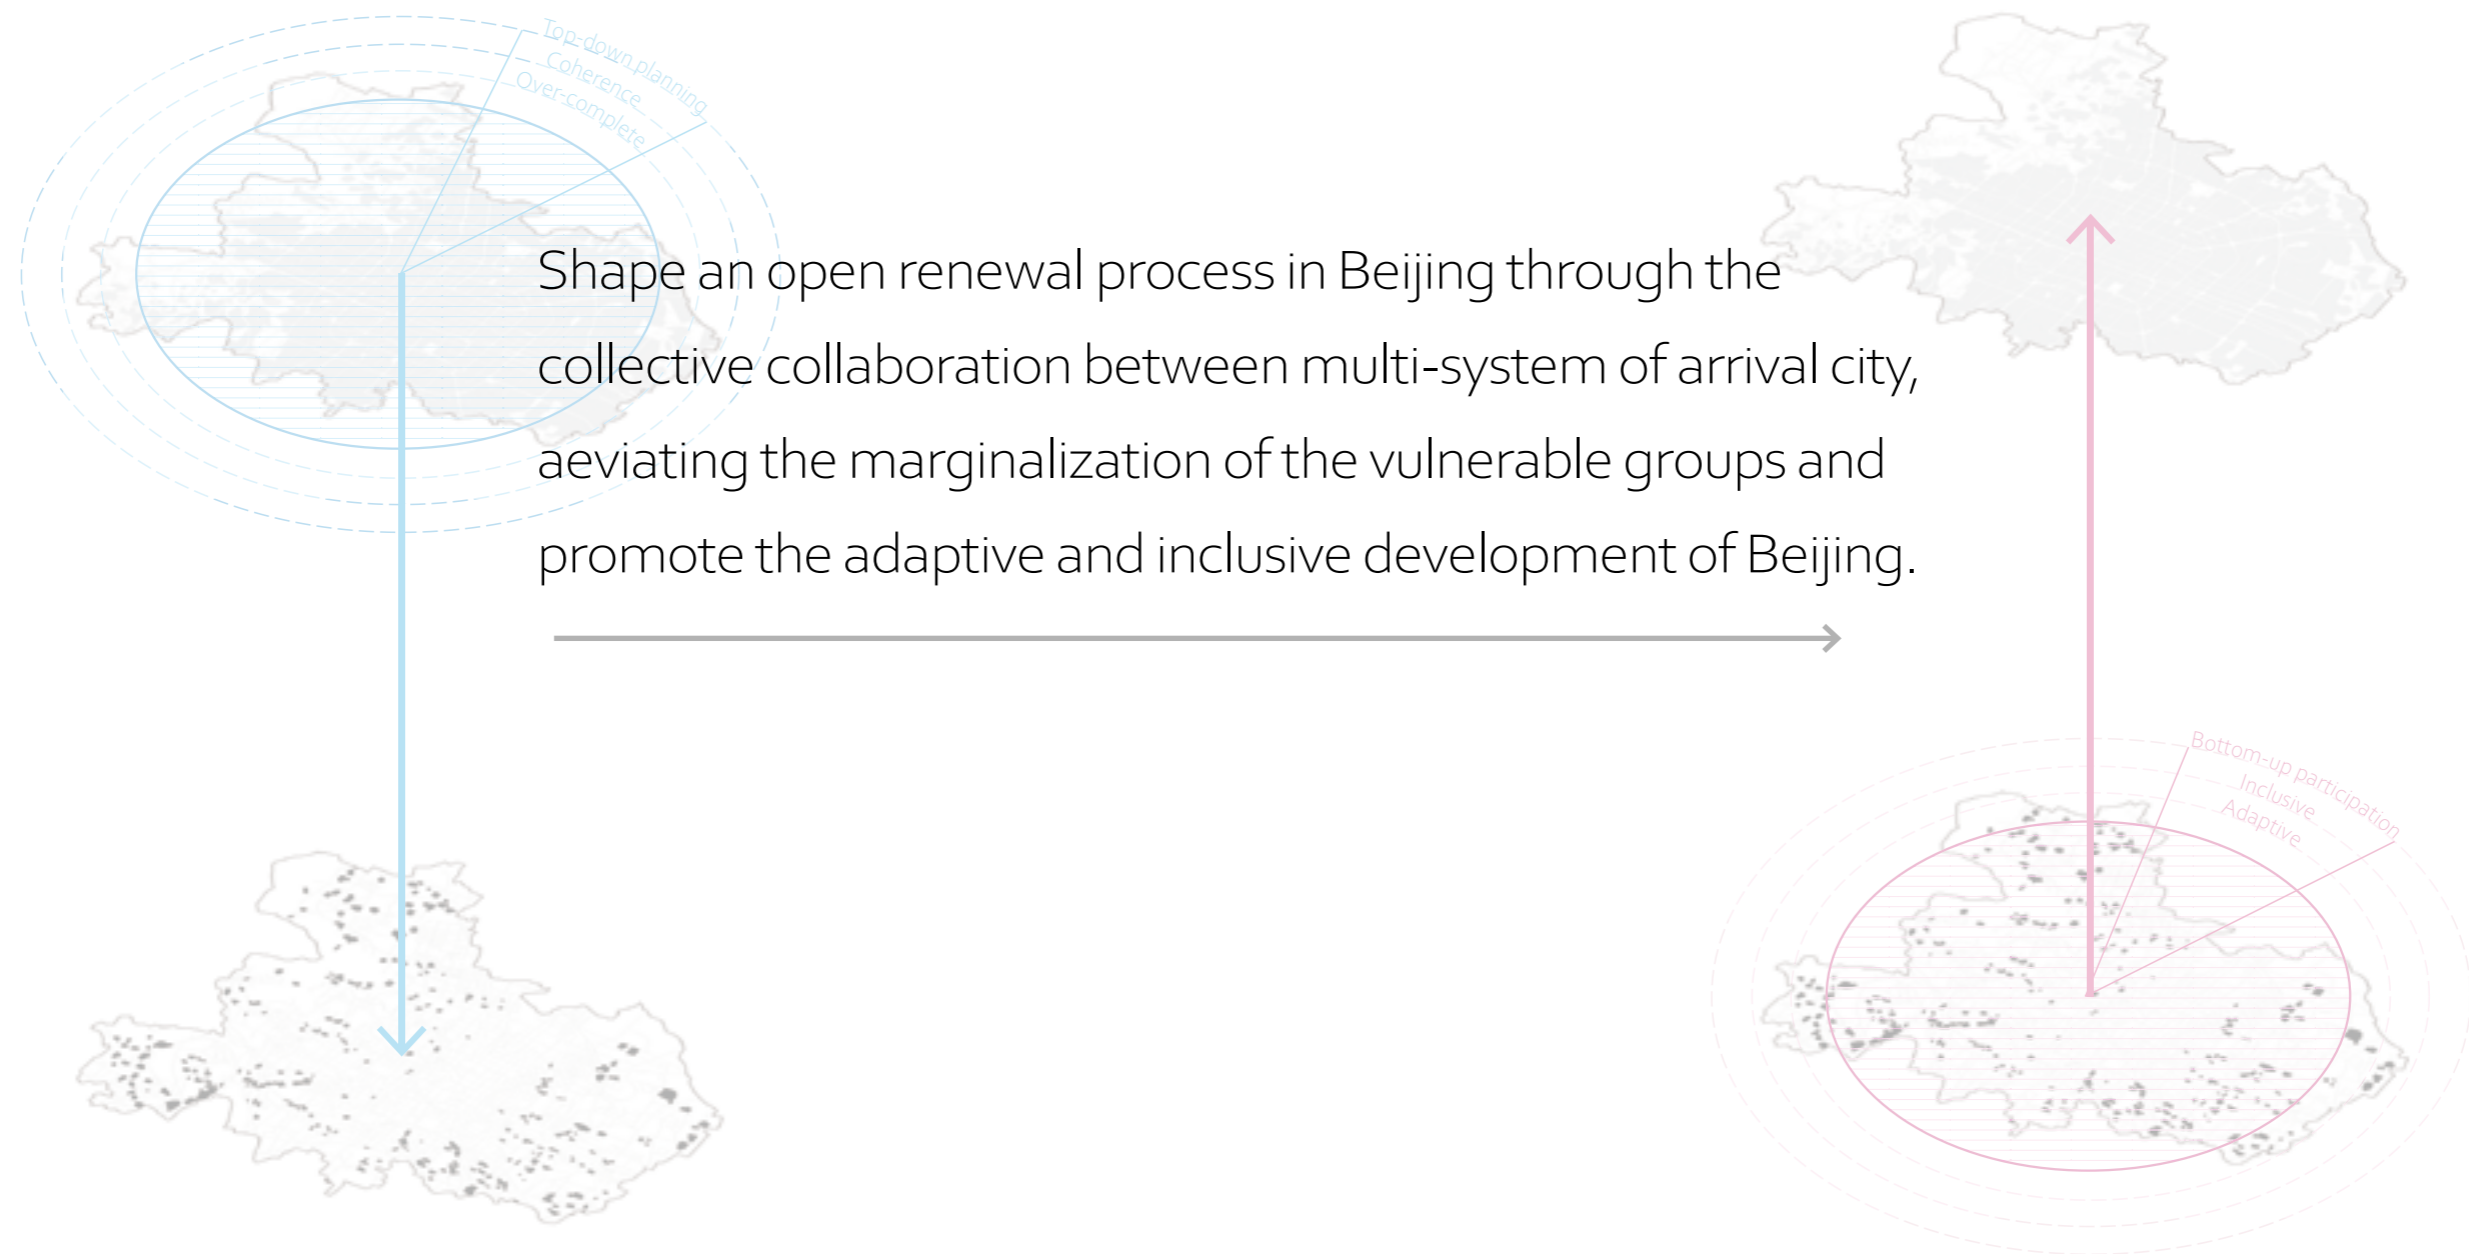 Top-down planning
Coherence
Over-complete
Shape an open renewal process in Beijing through the
collective collaboration between multi-system of arrival city,
aeviating the marginalization of the vulnerable groups and
promote the adaptive and inclusive development of Beijing.
Bottom-up participation
Inclusive
Adaptive